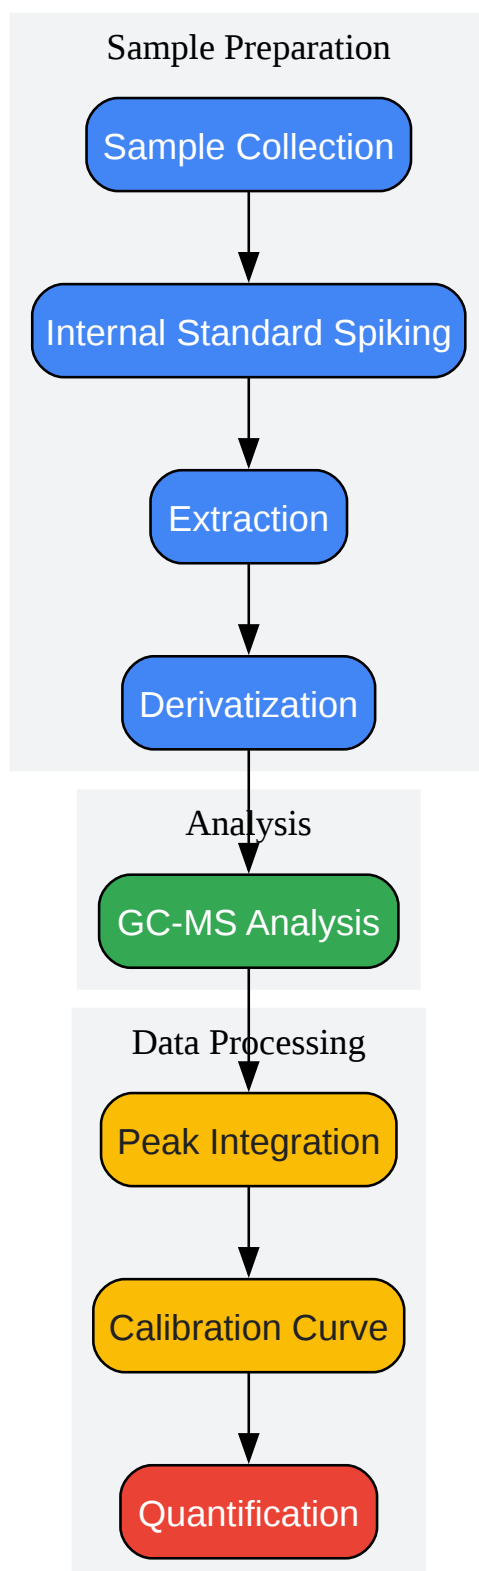 Sample Preparation
Sample Collection
Internal Standard Spiking
Extraction
Derivatization
Analysis
GC-MS Analysis
Data Processing
Peak Integration
Calibration Curve
Quantification